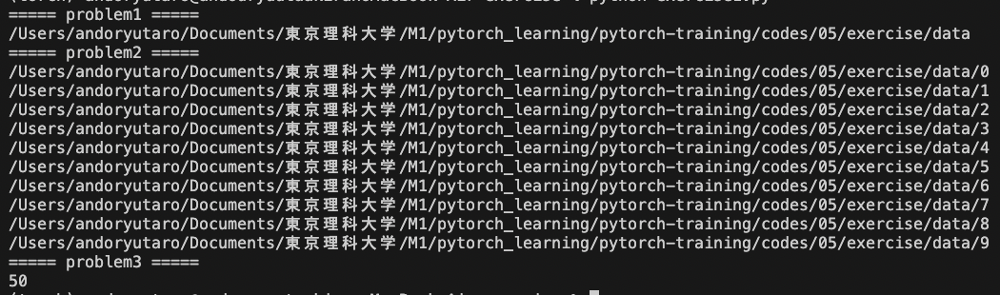 ===== problem1 =====
/Users/andoryutaro/Documents/東京理科大学/M1/pytorch_learning/pytorch-training/codes/05/exercise/data
===== problem2 =====
/Users/andoryutaro/Documents/東京理科大学/M1/pytorch_learning/pytorch-training/codes/05/exercise/data/0
/Users/andoryutaro/Documents/東京理科大学/M1/pytorch_learning/pytorch-training/codes/05/exercise/data/1
/Users/andoryutaro/Documents/東京理科大学/M1/pytorch_learning/pytorch-training/codes/05/exercise/data/2
/Users/andoryutaro/Documents/東京理科大学/M1/pytorch_learning/pytorch-training/codes/05/exercise/data/3
/Users/andoryutaro/Documents/東京理科大学/M1/pytorch_learning/pytorch-training/codes/05/exercise/data/4
/Users/andoryutaro/Documents/東京理科大学/M1/pytorch_learning/pytorch-training/codes/05/exercise/data/5
/Users/andoryutaro/Documents/東京理科大学/M1/pytorch_learning/pytorch-training/codes/05/exercise/data/6
/Users/andoryutaro/Documents/東京理科大学/M1/pytorch_learning/pytorch-training/codes/05/exercise/data/7
/Users/andoryutaro/Documents/東京理科大学/M1/pytorch_learning/pytorch-training/codes/05/exercise/data/8
/Users/andoryutaro/Documents/東京理科大学/M1/pytorch_learning/pytorch-training/codes/05/exercise/data/9
===== problem3 =====
50